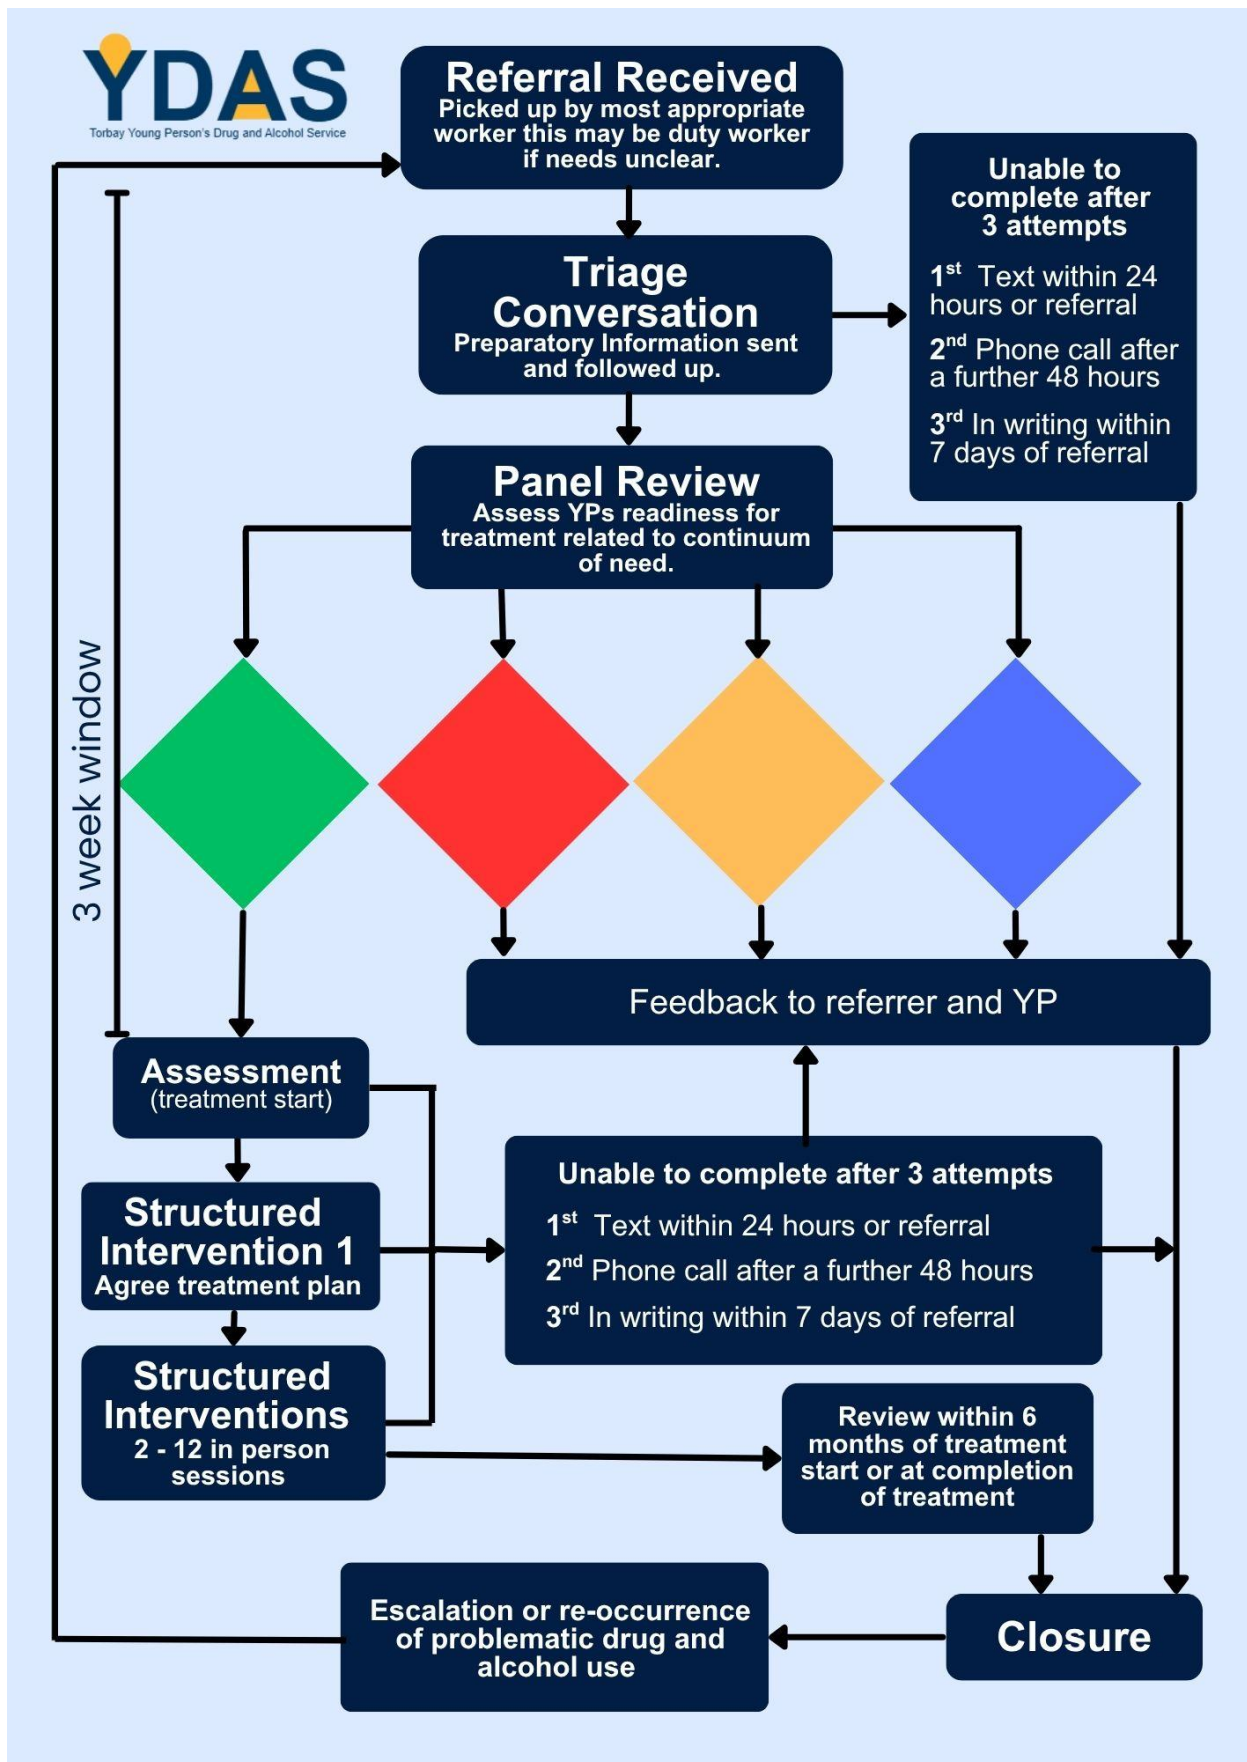 YDAS
Torbay Young Person's Drug and Alcohol Service
Referral Received
Picked up by most appropriate
worker this may be duty worker
if needs unclear.
Unable to
complete after
3 attempts
1st Text within 24
hours or referral
2nd Phone call after
a further 48 hours
3rd In writing within
7 days of referral
Triage
Conversation
Preparatory Information sent
and followed up.
Panel Review
Assess YPs readiness for
treatment related to continuum
of need.
3 week window
Feedback to referrer and YP
Assessment
(treatment start)
Structured
Intervention 1
Agree treatment plan
Unable to complete after 3 attempts
1st Text within 24 hours or referral
2nd Phone call after a further 48 hours
3rd In writing within 7 days of referral
Structured
Interventions
2 - 12 in person
sessions
Review within 6
months of treatment
start or at completion
of treatment
Escalation or re-occurrence
of problematic drug and
alcohol use
Closure